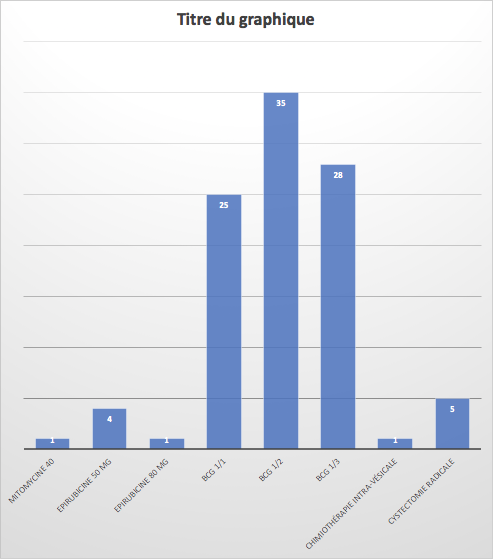 Titre du graphique
1
4
1
25
35
28
1
5
MITOMYCINE 40
EPIRUBICINE 50 MG
EPIRUBICINE 80 MG
BCG 1/1
BCG 1/2
BCG 1/3
CHIMIOTHÉRAPIE INTRA-VÉSICALE
CYSTECTOMIE RADICALE